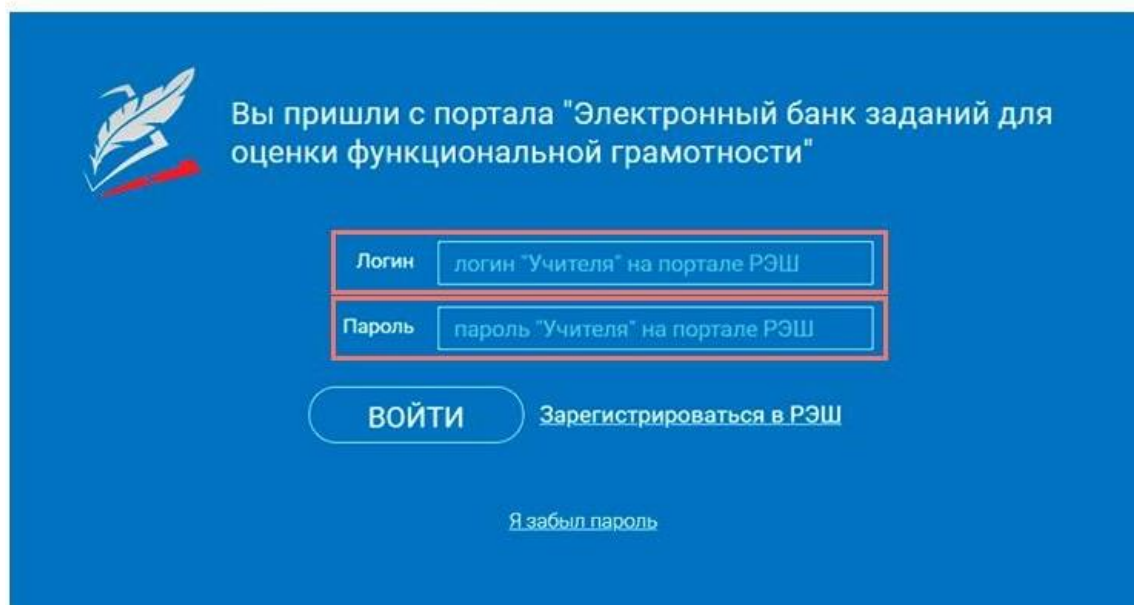 Вы пришли с портала "Электронный банк заданий для
оценки функциональной грамотности"
Логин логин "Учителя" на портале РЭШ
Пароль пароль "Учителя" на портале РЭШ
ВОЙТИ Зарегистрироваться в РЭШ
Я забыл пароль